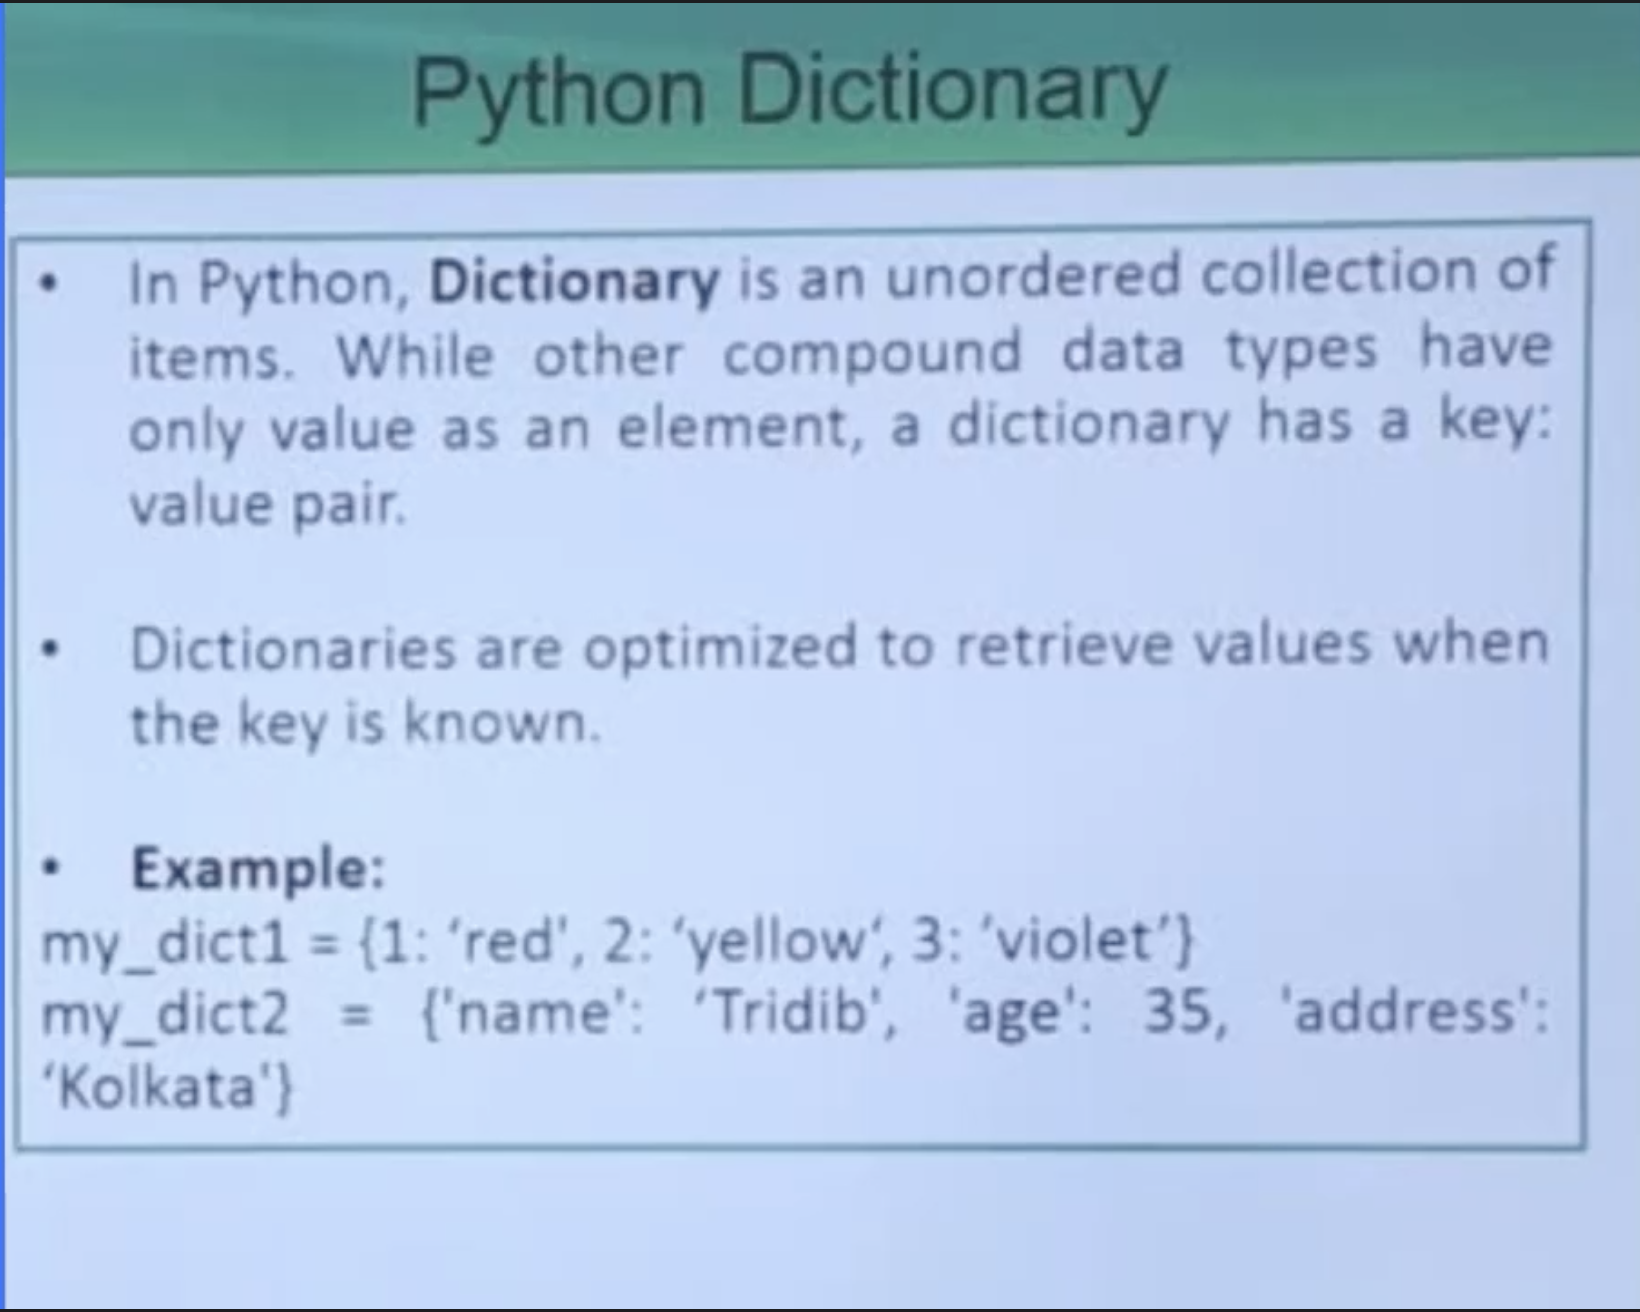 Python Dictionary
• In Python, Dictionary is an unordered collection of
items. While other compound data types have
only value as an element, a dictionary has a key:
value pair.
• Dictionaries are optimized to retrieve values when
the key is known.
• Example:
my_dict1 = {1: ‘red', 2: ‘yellow‘, 3: ‘violet’}
my_dict2 = {'name': ‘Tridib', 'age': 35, 'address':
‘Kolkata'}